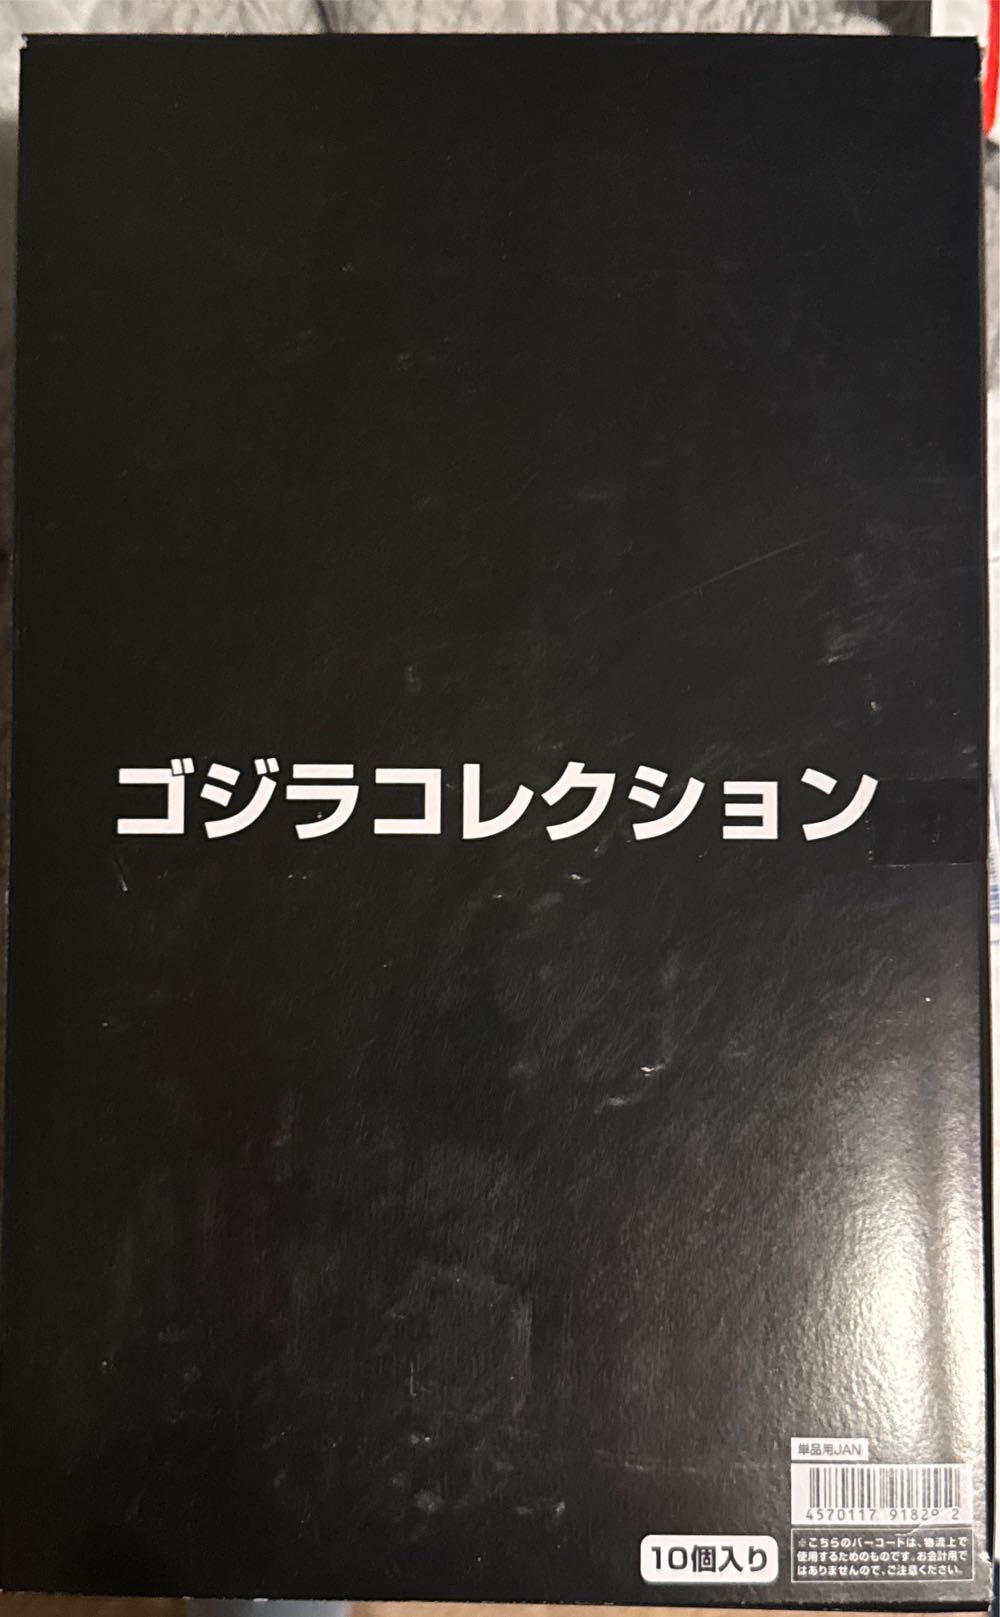 ゴジラコレクション
単品用JAN
4570117
10個入り
※こちらのバーコードは、物流上で
使用するためのものです。お会計用で
はありませんので、ご注意ください。